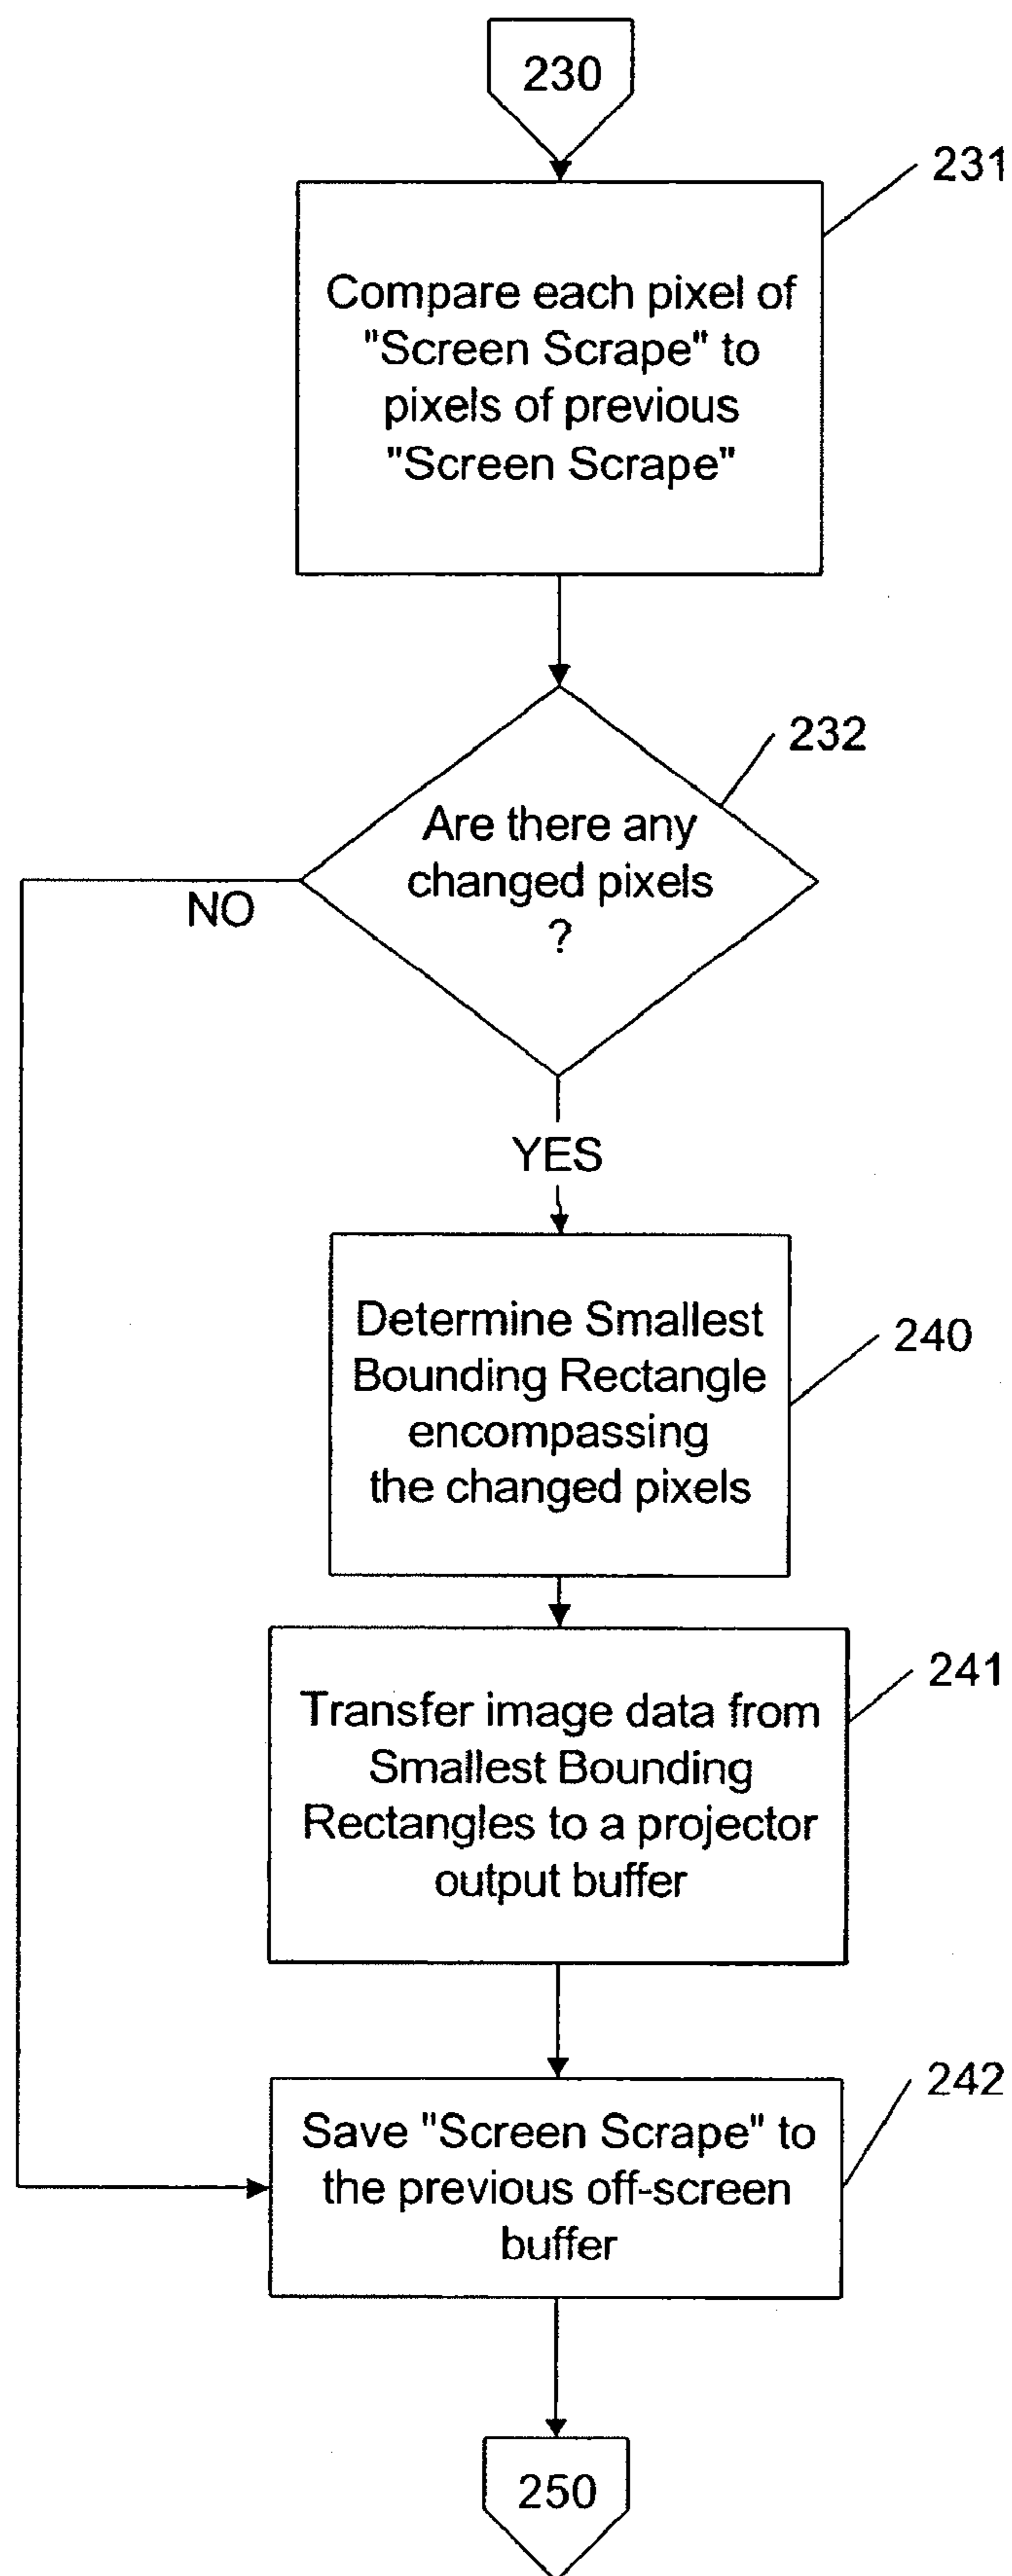 230
231
Compare each pixel of
"Screen Scrape" to
pixels of previous
"Screen Scrape"
232
Are there any
changed pixels
?
NO
YES
Determine Smallest
Bounding Rectangle
encompassing
the changed pixels
240
Transfer image data from
Smallest Bounding
Rectangles to a projector
output buffer
241
Save "Screen Scrape" to
the previous off-screen
buffer
242
250